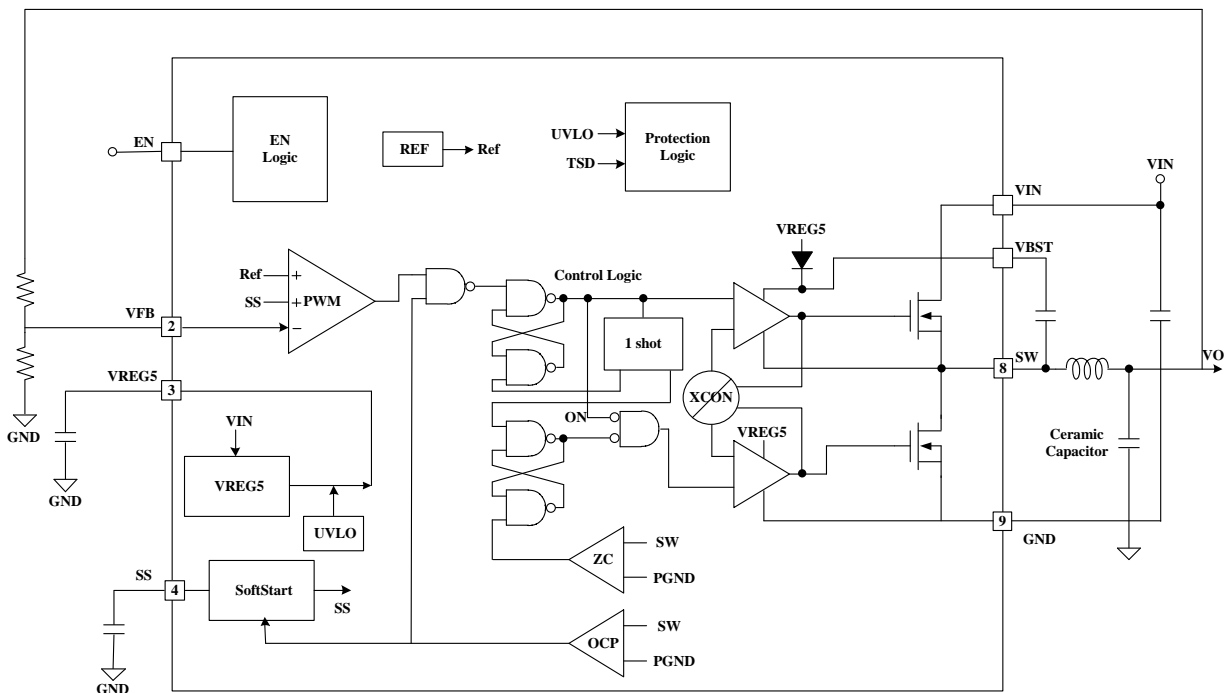 EN
EN
Logic
REF
Ref
UVLO
TSD
Protection
Logic
VIN
VIN
VREG5
VBST
Ref
+
SS
+
PWM
−
Control Logic
VFB
2
1 shot
8
SW
VO
VREG5
3
XCON
GND
VIN
ON
VREG5
Ceramic
Capacitor
VREG5
GND
UVLO
9
GND
ZC
SW
PGND
SS
4
SoftStart
SS
OCP
SW
PGND
GND